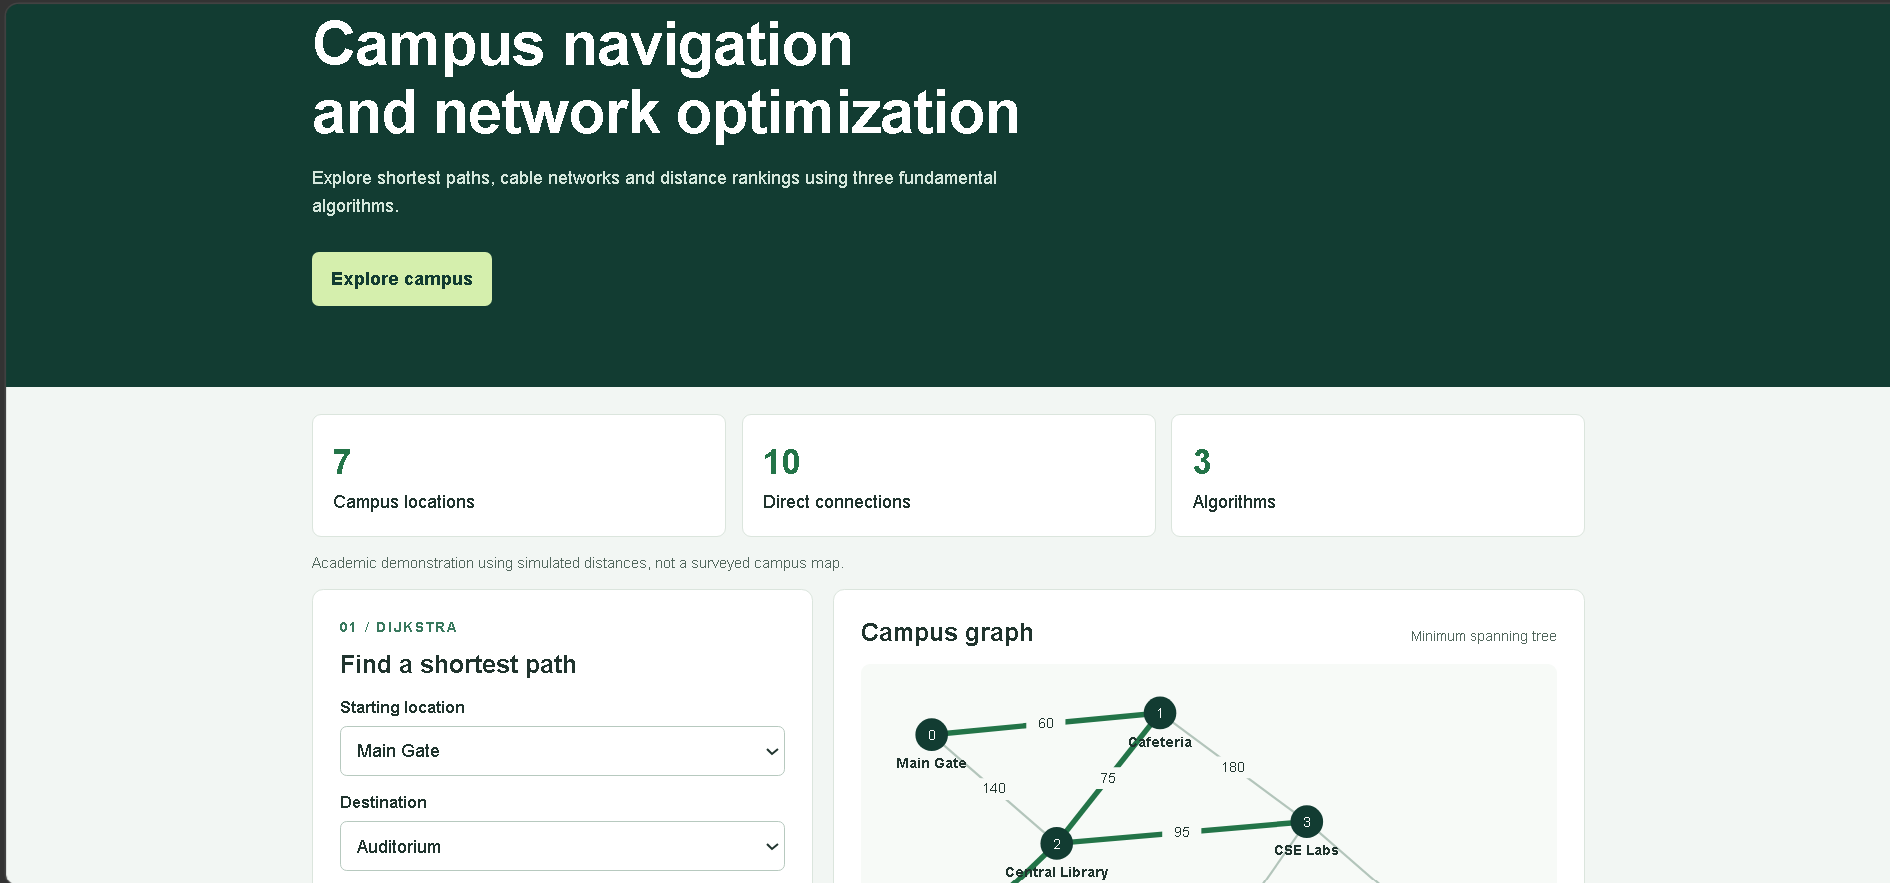 Campus navigation
and network optimization
Explore shortest paths, cable networks and distance rankings using three fundamental
algorithms.
Explore campus
7
Campus locations
10
Direct connections
3
Algorithms
Academic demonstration using simulated distances, not a surveyed campus map.
01 / DIJKSTRA
Find a shortest path
Starting location
Main Gate
Destination
Auditorium
Campus graph
Minimum spanning tree
0
Main Gate
60
1
Cafeteria
140
75
180
2
Central Library
95
3
CSE Labs